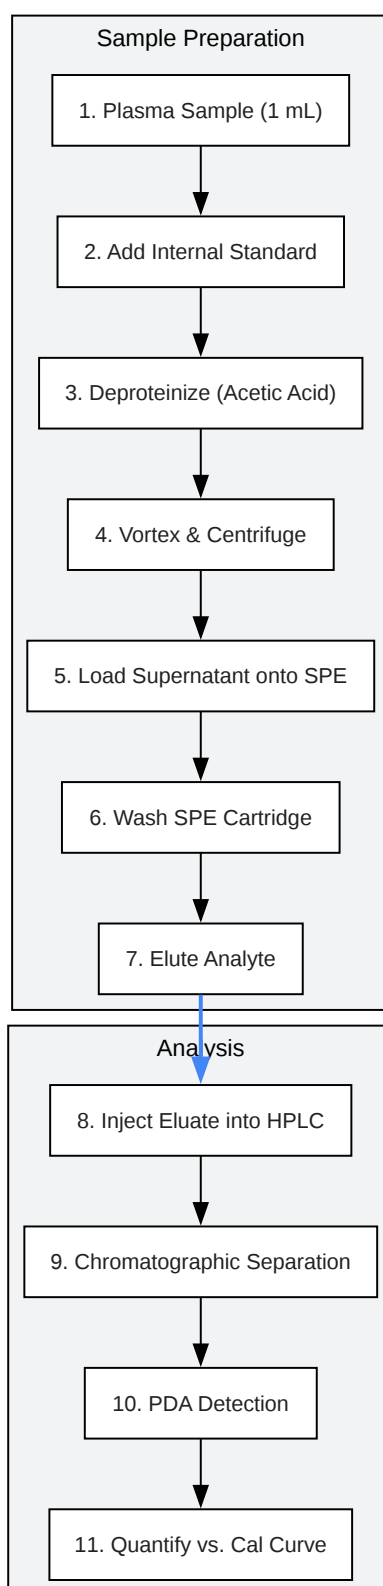 Sample Preparation
1. Plasma Sample (1 mL)
2. Add Internal Standard
3. Deproteinize (Acetic Acid)
4. Vortex & Centrifuge
5. Load Supernatant onto SPE
6. Wash SPE Cartridge
7. Elute Analyte
Analysis
8. Inject Eluate into HPLC
9. Chromatographic Separation
10. PDA Detection
11. Quantify vs. Cal Curve